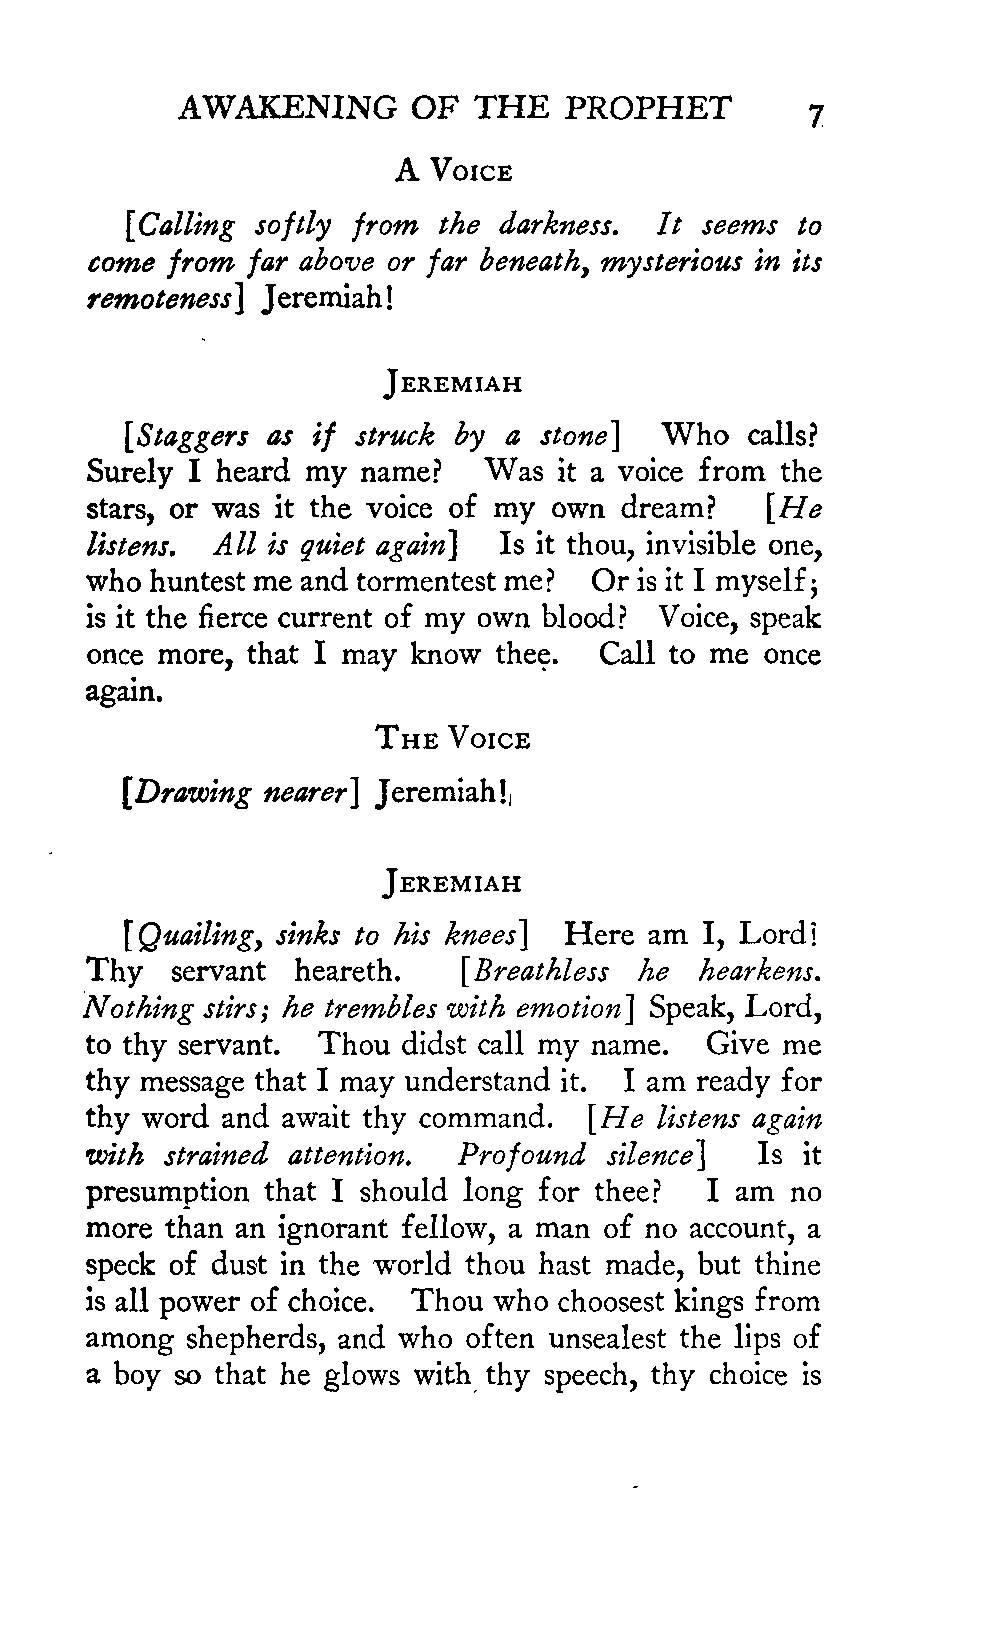 AWAKENING OF THE PROPHET 7
A VOICE
[Calling softly from the darkness. It seems to
come from far above or far beneath, mysterious in its
remoteness] Jeremiah!
JEREMIAH
[Staggers as if struck by a stone] Who calls?
Surely I heard my name? Was it a voice from the
stars, or was it the voice of my own dream? [He
listens. All is quiet again] Is it thou, invisible one,
who huntest me and tormentest me? Or is it I myself;
is it the fierce current of my own blood? Voice, speak
once more, that I may know thee. Call to me once
again.
THE VOICE
[Drawing nearer] Jeremiah!
JEREMIAH
[Quailing, sinks to his knees] Here am I, Lord!
Thy servant heareth. [Breathless he hearkens.
Nothing stirs; he trembles with emotion] Speak, Lord,
to thy servant. Thou didst call my name. Give me
thy message that I may understand it. I am ready for
thy word and await thy command. [He listens again
with strained attention. Profound silence] Is it
presumption that I should long for thee? I am no
more than an ignorant fellow, a man of no account, a
speck of dust in the world thou hast made, but thine
is all power of choice. Thou who choosest kings from
among shepherds, and who often unsealest the lips of
a boy so that he glows with thy speech, thy choice is